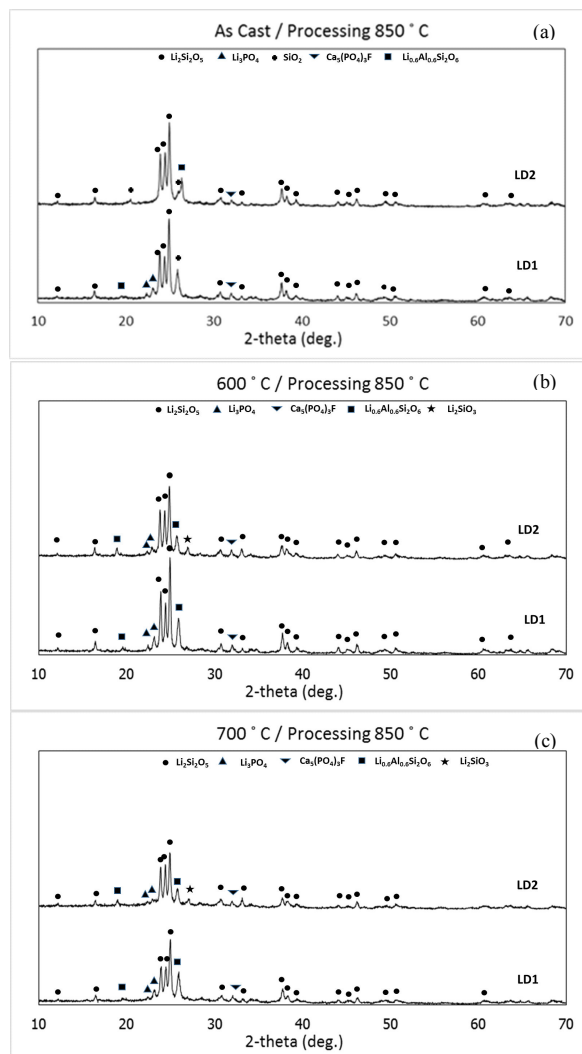 As Cast / Processing 850 ° C (a)
Li₂Si₂O₅ Li₃PO₄ SiO₂ Ca₅(PO₄)₃F Li₀.₆Al₀.₆Si₂O₆
LD2
LD1
10 20 30 40 50 60 70
2-theta (deg.)
600 ° C / Processing 850 ° C (b)
Li₂Si₂O₅ Li₃PO₄ Ca₅(PO₄)₃F Li₀.₆Al₀.₆Si₂O₆ Li₂SiO₃
LD2
LD1
10 20 30 40 50 60 70
2-theta (deg.)
700 ° C / Processing 850 ° C (c)
Li₂Si₂O₅ Li₃PO₄ Ca₅(PO₄)₃F Li₀.₆Al₀.₆Si₂O₆ Li₂SiO₃
LD2
LD1
10 20 30 40 50 60 70
2-theta (deg.)